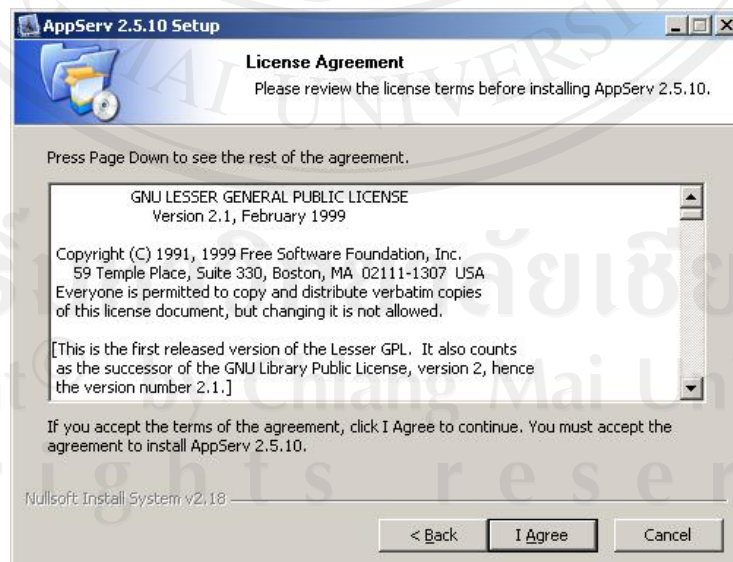 AppServ 2.5.10 Setup
License Agreement
Please review the license terms before installing AppServ 2.5.10.
Press Page Down to see the rest of the agreement.
GNU LESSER GENERAL PUBLIC LICENSE
Version 2.1, February 1999
Copyright (C) 1991, 1999 Free Software Foundation, Inc.
59 Temple Place, Suite 330, Boston, MA 02111-1307 USA
Everyone is permitted to copy and distribute verbatim copies
of this license document, but changing it is not allowed.
[This is the first released version of the Lesser GPL. It also counts
as the successor of the GNU Library Public License, version 2, hence
the version number 2.1.]
If you accept the terms of the agreement, click I Agree to continue. You must accept the
agreement to install AppServ 2.5.10.
Nullsoft Install System v2.18
< Back
I Agree
Cancel